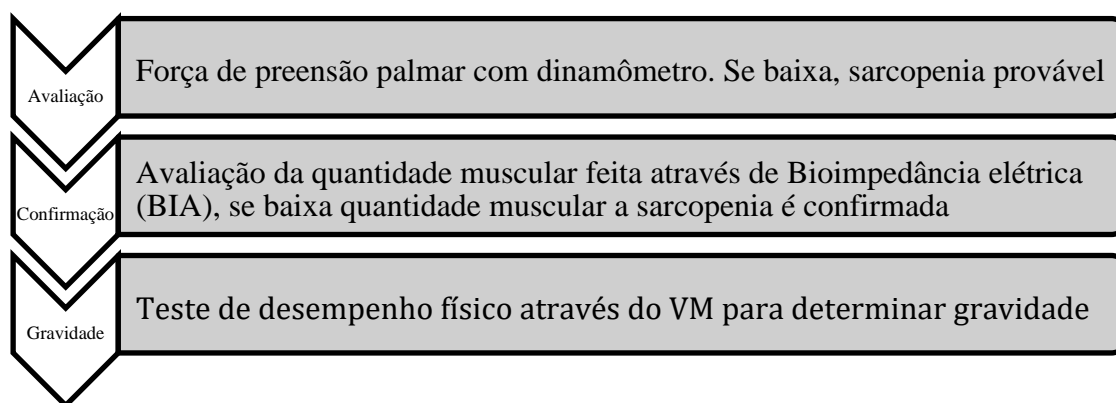 Avaliação
Força de preensão palmar com dinamômetro. Se baixa, sarcopenia provável
Confirmação
Avaliação da quantidade muscular feita através de Bioimpedância elétrica
(BIA), se baixa quantidade muscular a sarcopenia é confirmada
Gravidade
Teste de desempenho físico através do VM para determinar gravidade